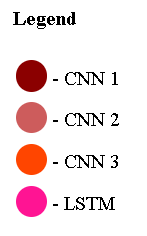 Legend
- CNN 1
- CNN 2
- CNN 3
- LSTM